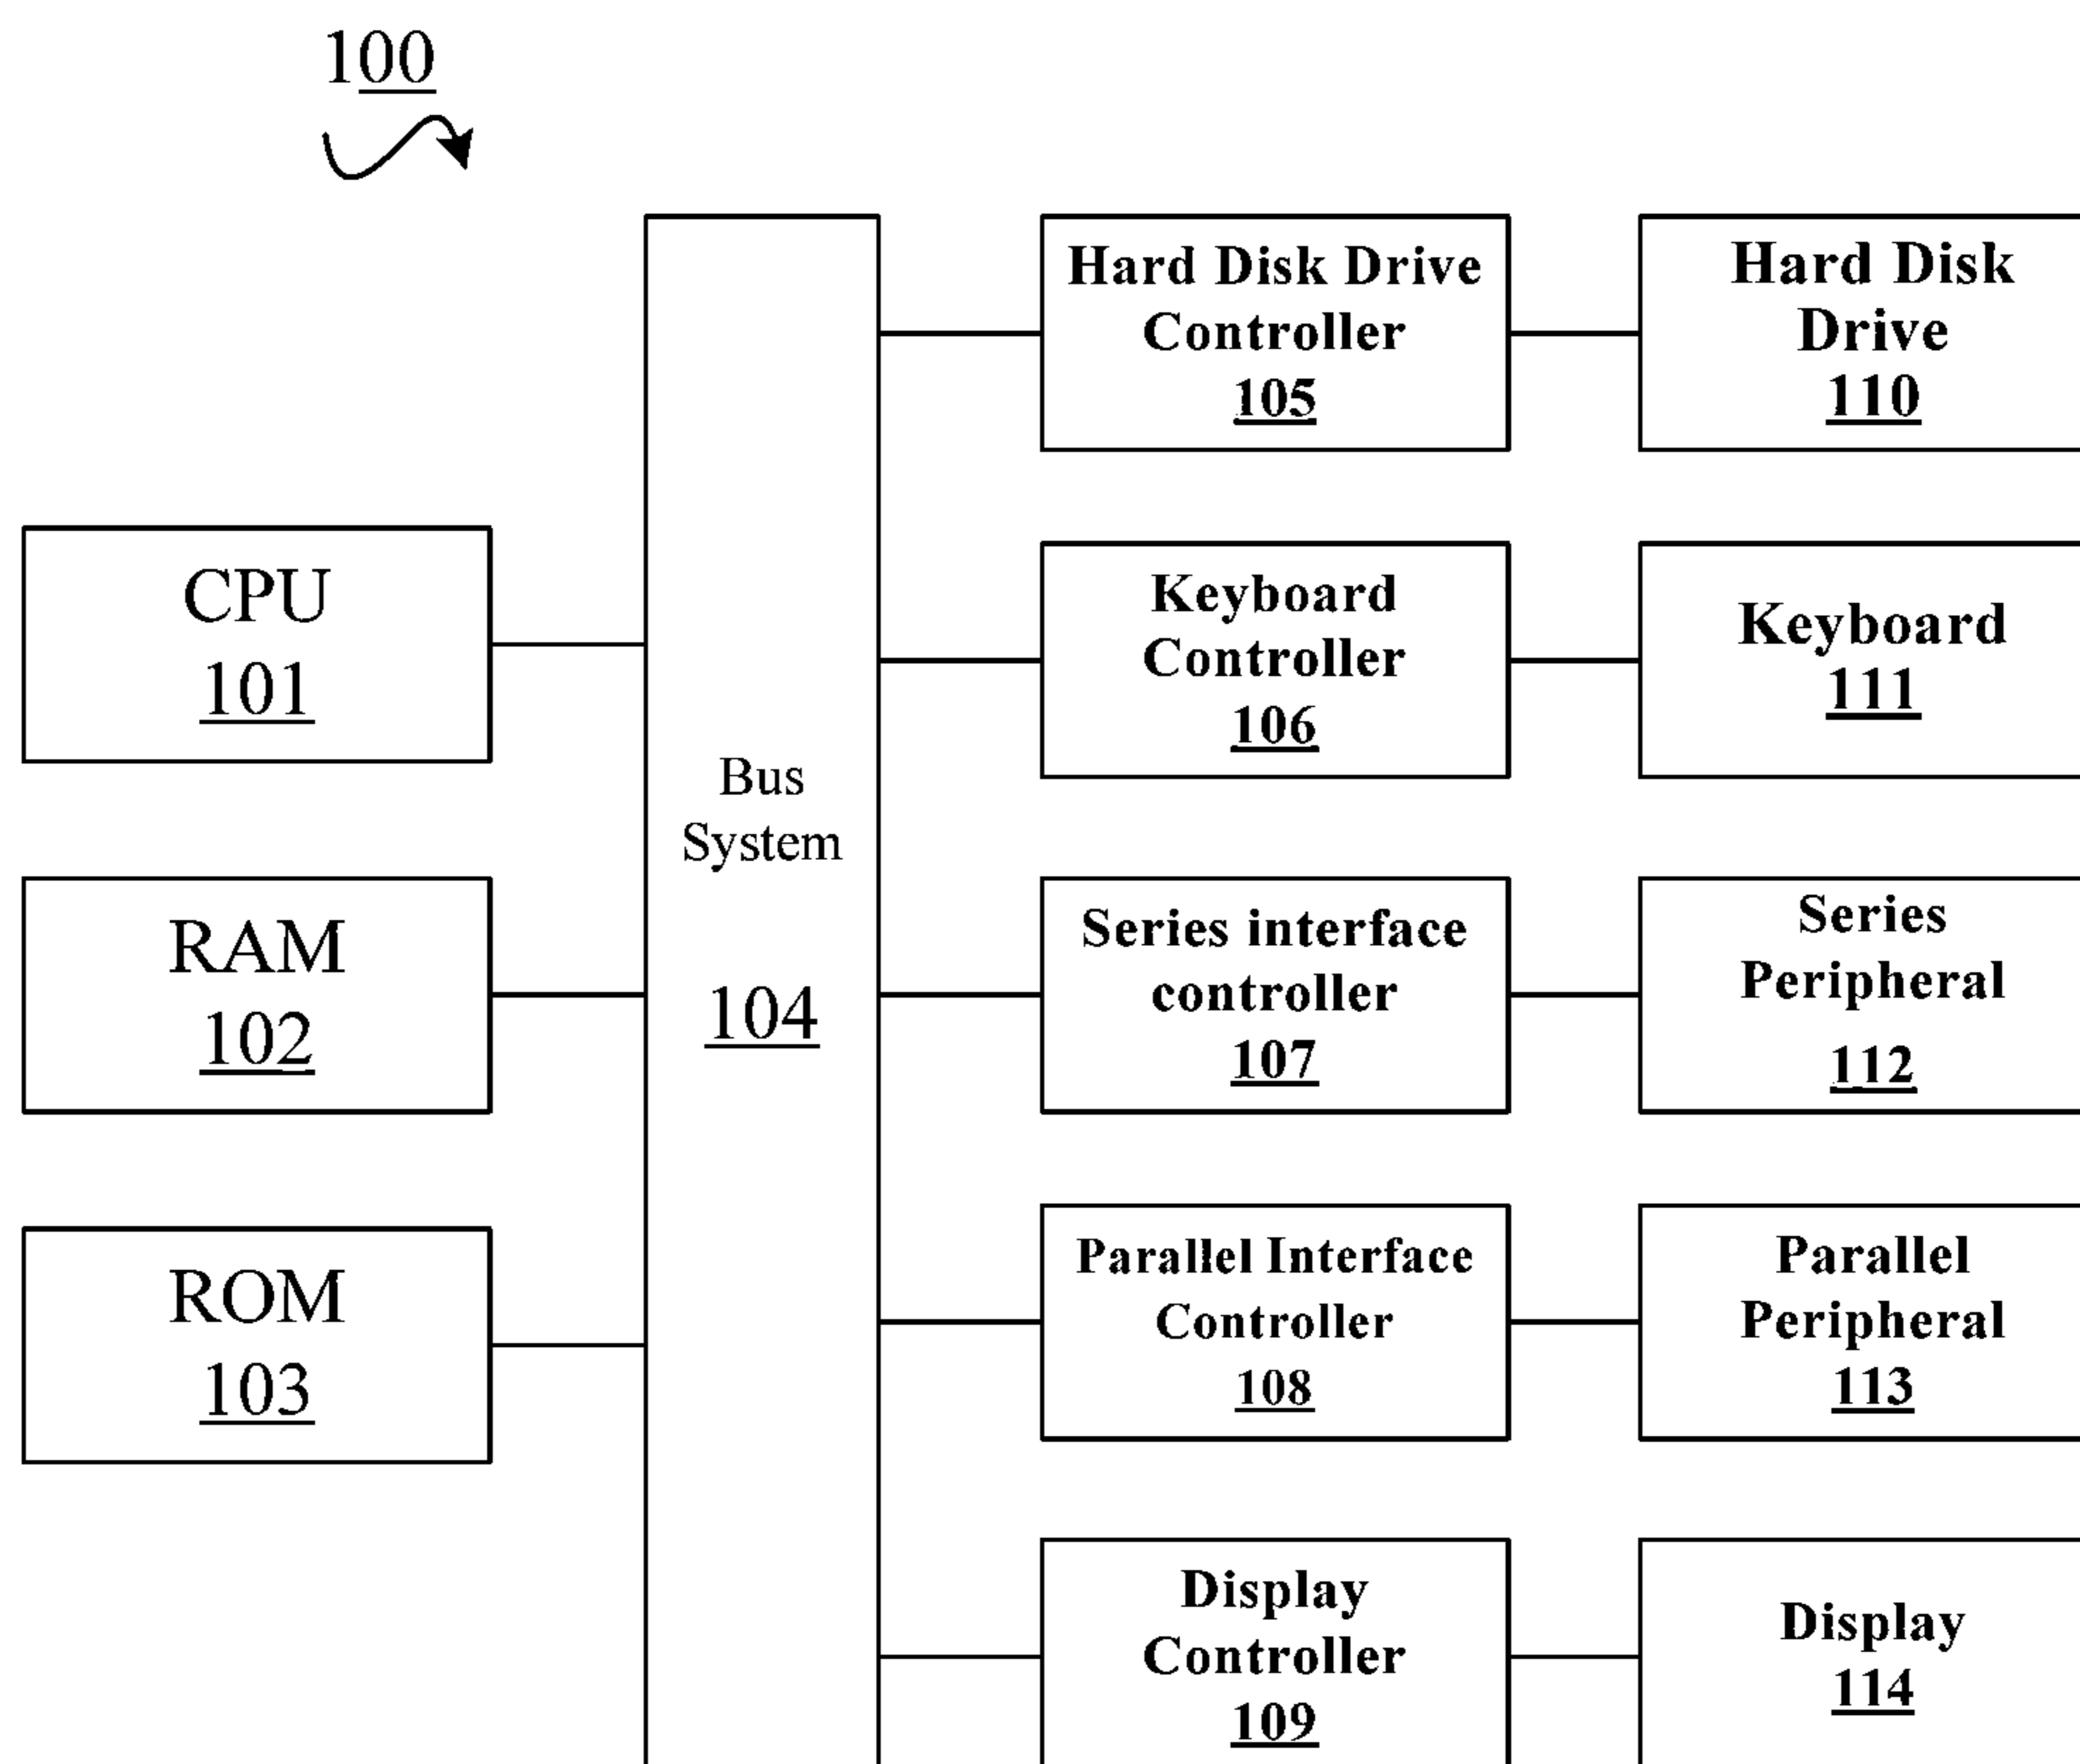 100
Hard Disk Drive
Controller
105
Hard Disk
Drive
110
CPU
101
Keyboard
Controller
106
Keyboard
111
Bus
System
104
RAM
102
Series interface
controller
107
Series
Peripheral
112
ROM
103
Parallel Interface
Controller
108
Parallel
Peripheral
113
Display
Controller
109
Display
114